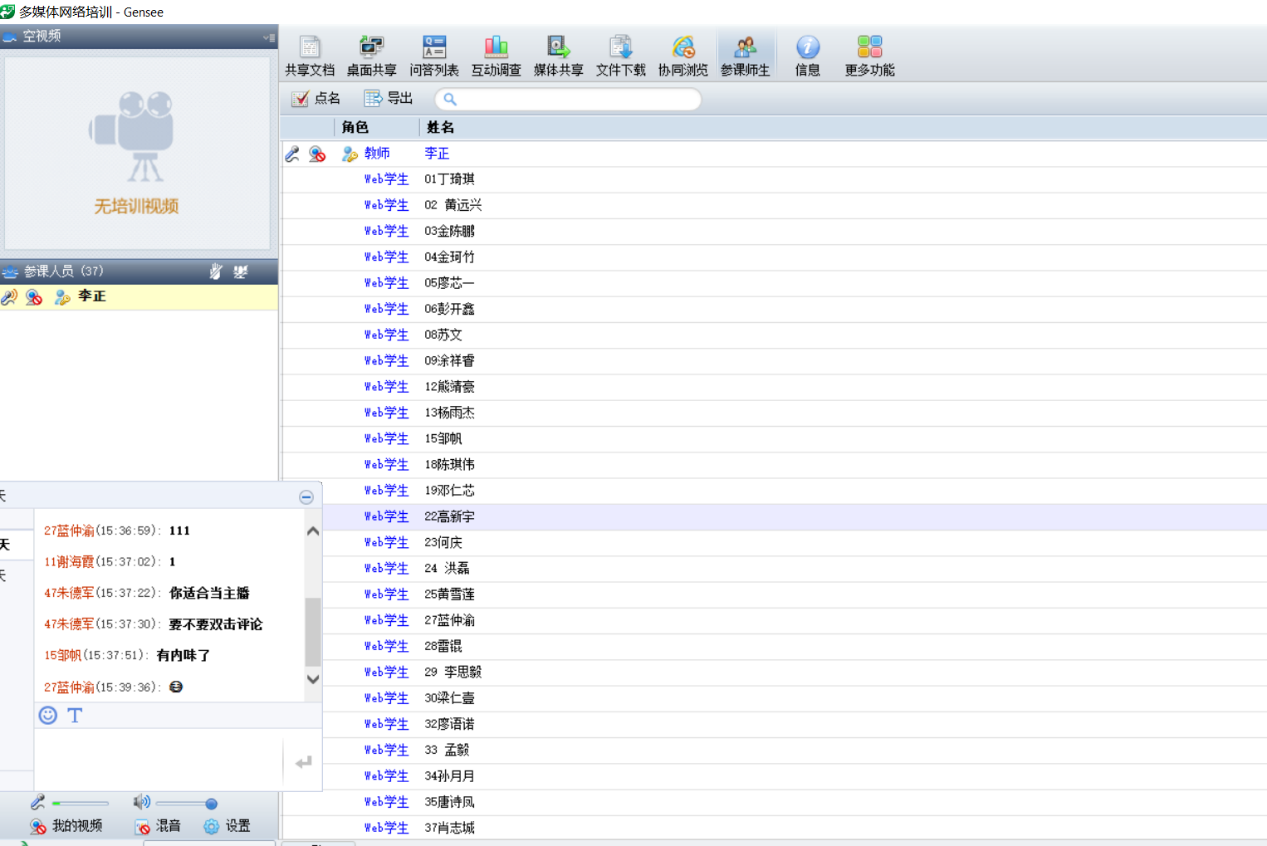 多媒体网络培训 - Gensee
空视频
共享文档 桌面共享 问答列表 互动调查 媒体共享 文件下载 协同浏览 参课师生 信息 更多功能
点名 导出
无培训视频
参课人员 (37)
李正
角色 姓名
教师 李正
Web学生 01丁琦琪
Web学生 02 黄远兴
Web学生 03金陈鹏
Web学生 04金珂竹
Web学生 05廖芯一
Web学生 06彭开鑫
Web学生 08苏文
Web学生 09涂祥睿
Web学生 12熊靖豪
Web学生 13杨雨杰
Web学生 15邹帆
Web学生 18陈琪伟
Web学生 19邓仁芯
Web学生 22高新宇
Web学生 23何庆
Web学生 24 洪磊
Web学生 25黄雪莲
Web学生 27蓝仲渝
Web学生 28雷锟
Web学生 29 李思毅
Web学生 30梁仁壹
Web学生 32廖语诺
Web学生 33 孟毅
Web学生 34孙月月
Web学生 35唐诗凤
Web学生 37肖志城
天
天
天
27蓝仲渝(15:36:59): 111
11谢海霞(15:37:02): 1
47朱德军(15:37:22): 你适合当主播
47朱德军(15:37:30): 要不要双击评论
15邹帆(15:37:51): 有内味了
27蓝仲渝(15:39:36): 😂
T
我的视频 混音 设置